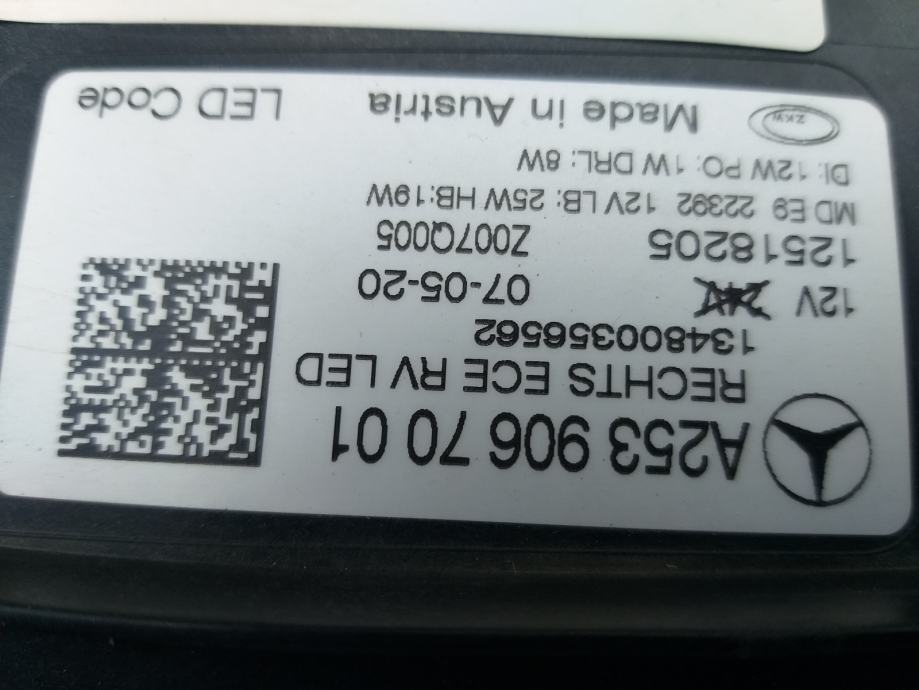 A253 906 70 01
RECHTS ECE RV LED
134800356562
12V 24V 07-05-20
12518205 Z007Q005
MD E9 22392 12V LB: 25W HB:19W
DI: 12W PO: 1W DRL: 8W
ZKW Made in Austria LED Code